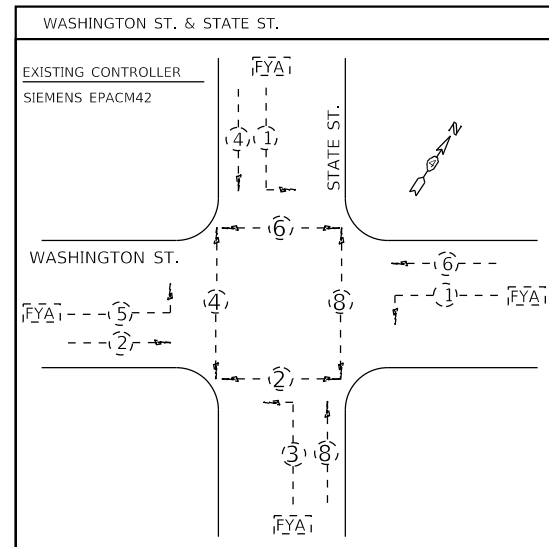 WASHINGTON ST. & STATE ST.
EXISTING CONTROLLER
SIEMENS EPACM42
FYA
4 1
STATE ST.
N
4
6
WASHINGTON ST.
6
FYA
5
4
8
1
FYA
2
2
3
8
FYA